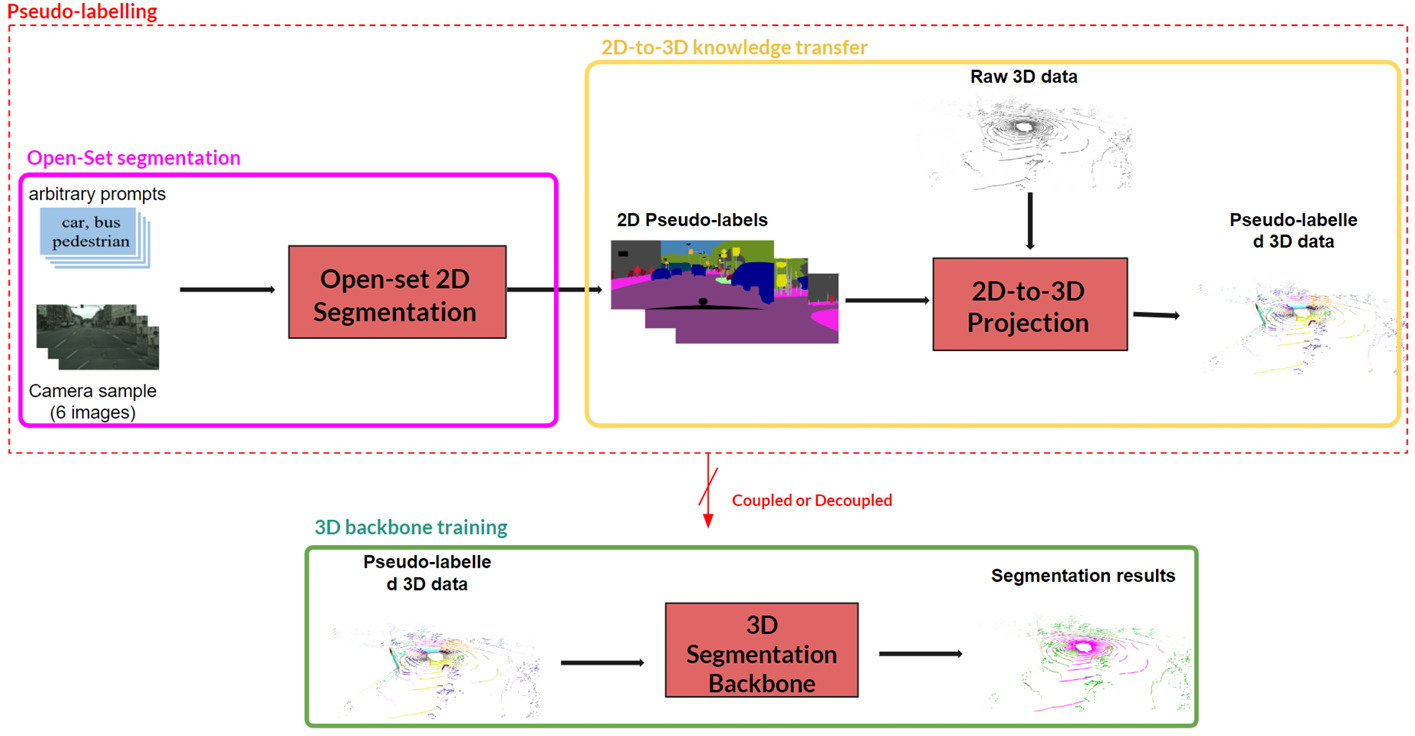 Pseudo-labelling
2D-to-3D knowledge transfer
Raw 3D data
Open-Set segmentation
arbitrary prompts
car, bus
pedestrian
Camera sample
(6 images)
Open-set 2D
Segmentation
2D Pseudo-labels
2D-to-3D
Projection
Pseudo-labelle
d 3D data
Coupled or Decoupled
3D backbone training
Pseudo-labelle
d 3D data
3D
Segmentation
Backbone
Segmentation results